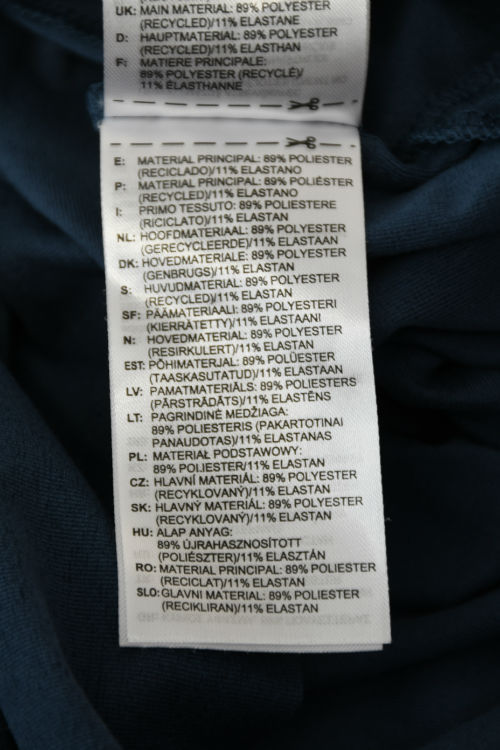 (RECYCLED)/11% ELASTANE
UK: MAIN MATERIAL: 89% POLYESTER
(RECYCLED)/11% ELASTANE
D: HAUPTMATERIAL: 89% POLYESTER
(RECYCLED)/11% ELASTHAN
F: MATIERE PRINCIPALE:
89% POLYESTER (RECYCLÉ)/
11% ÉLASTHANNE
E: MATERIAL PRINCIPAL: 89% POLIESTER
(RECICLADO)/11% ELASTANO
P: MATERIAL PRINCIPAL: 89% POLIÉSTER
(RECYCLED)/11% ELASTANO
I: PRIMO TESSUTO: 89% POLIESTERE
(RICICLATO)/11% ELASTAN
NL: HOOFDMATERIAAL: 89% POLYESTER
(GERECYCLEERDE)/11% ELASTAAN
DK: HOVEDMATERIALE: 89% POLYESTER
(GENBRUGS)/11% ELASTAN
S: HUVUDMATERIAL: 89% POLYESTER
(RECYCLED)/11% ELASTAN
SF: PÄÄMATERIAALI: 89% POLYESTERI
(KIERRÄTETTY)/11% ELASTAANI
N: HOVEDMATERIAL: 89% POLYESTER
(RESIRKULERT)/11% ELASTAN
EST: PÕHIMATERJAL: 89% POLÜESTER
(TAASKASUTATUD)/11% ELASTAAN
LV: PAMATMATERIĀLS: 89% POLIESTERS
(PĀRSTRĀDĀTS)/11% ELASTĒNS
LT: PAGRINDINĖ MEDŽIAGA:
89% POLIESTERIS (PAKARTOTINAI
PANAUDOTAS)/11% ELASTANAS
PL: MATERIAŁ PODSTAWOWY:
89% POLIESTER/11% ELASTAN
CZ: HLAVNÍ MATERIÁL: 89% POLYESTER
(RECYKLOVANÝ)/11% ELASTAN
SK: HLAVNÝ MATERIÁL: 89% POLYESTER
(RECYKLOVANÝ)/11% ELASTAN
HU: ALAP ANYAG:
89% ÚJRAHASZNOSÍTOTT
(POLIÉSZTER)/11% ELASZTÁN
RO: MATERIAL PRINCIPAL: 89% POLIESTER
(RECICLAT)/11% ELASTAN
SLO: GLAVNI MATERIAL: 89% POLIESTER
(RECIKLIRAN)/11% ELASTAN